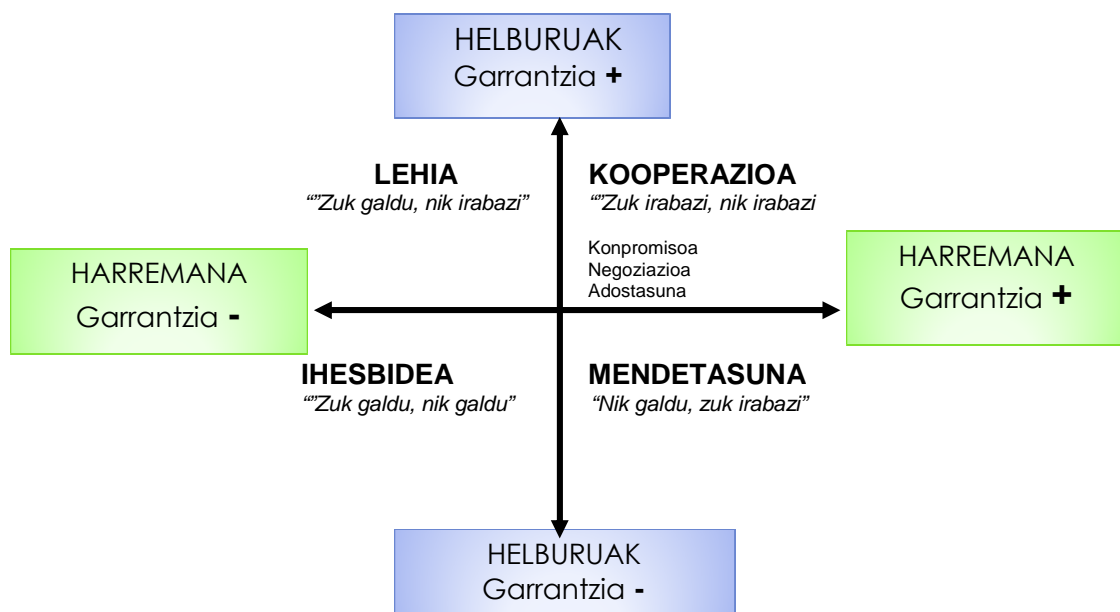 HELBURUAK
Garrantzia +
LEHIA
“”Zuk galdu, nik irabazi”
KOOPERAZIOA
“”Zuk irabazi, nik irabazi
Konpromisoa
Negoziazioa
Adostasuna
HARREMANA
Garrantzia -
HARREMANA
Garrantzia +
IHESBIDEA
“”Zuk galdu, nik galdu”
MENDETASUNA
“Nik galdu, zuk irabazi”
HELBURUAK
Garrantzia -